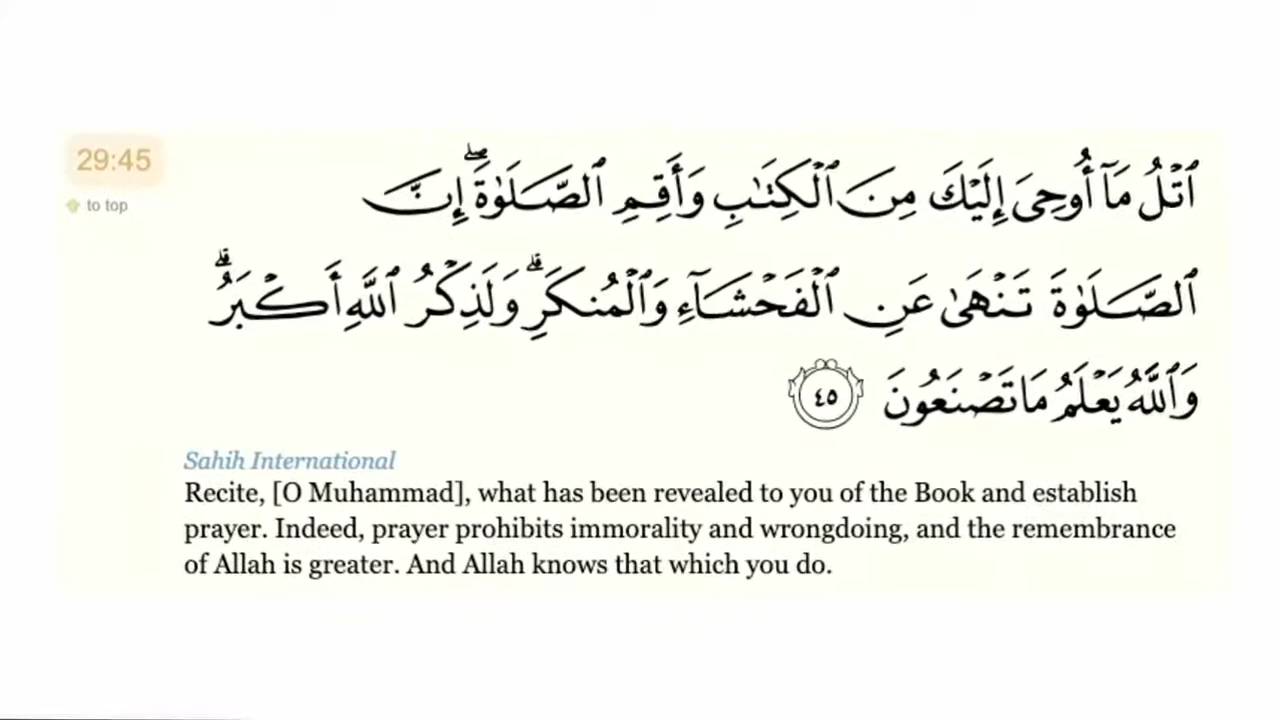 29:45
to top
ٱتۡلُ مَآ أُوحِيَ إِلَيۡكَ مِنَ ٱلۡكِتَٰبِ وَأَقِمِ ٱلصَّلَوٰةَۖ إِنَّ
ٱلصَّلَوٰةَ تَنۡهَىٰ عَنِ ٱلۡفَحۡشَآءِ وَٱلۡمُنكَرِۗ وَلَذِكۡرُ ٱللَّهِ أَكۡبَرُۗ
وَٱللَّهُ يَعۡلَمُ مَا تَصۡنَعُونَ ٤٥
Sahih International
Recite, [O Muhammad], what has been revealed to you of the Book and establish
prayer. Indeed, prayer prohibits immorality and wrongdoing, and the remembrance
of Allah is greater. And Allah knows that which you do.